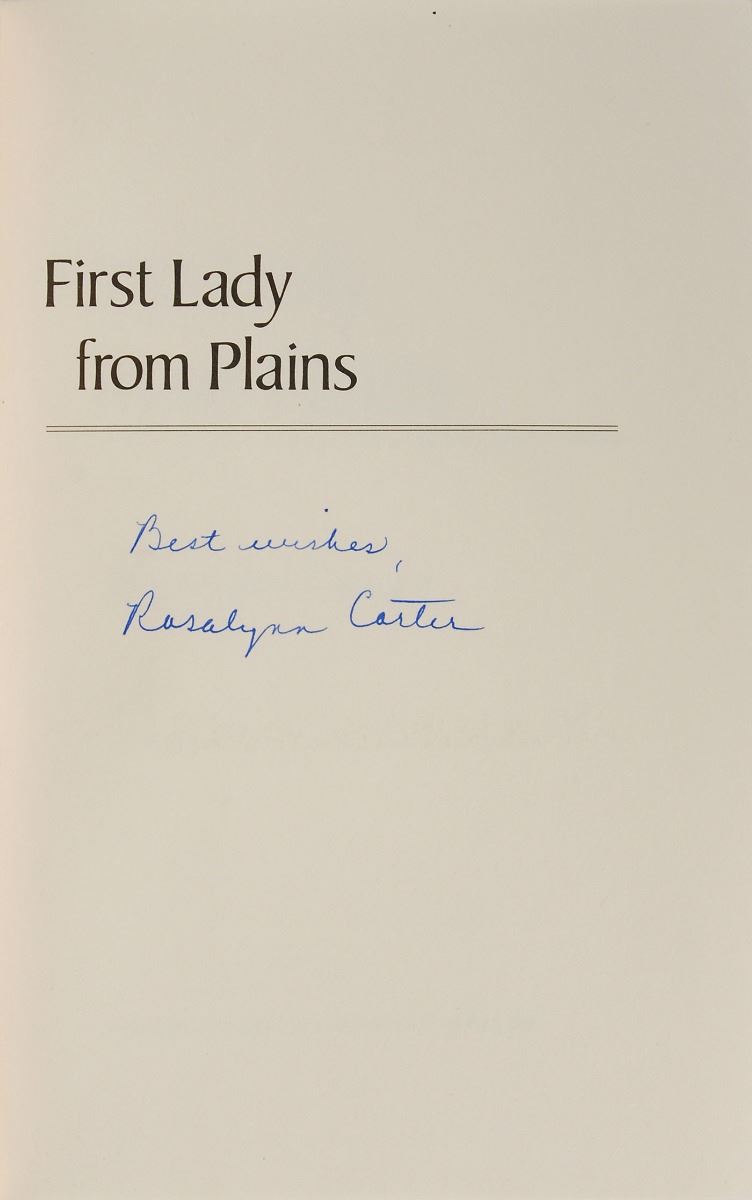 First Lady
from Plains
Best wishes,
Rosalynn Carter